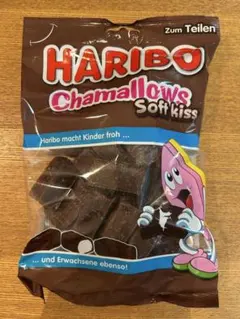 Zum Teilen
HARIBO
Chamallows
Soft kiss
Haribo macht Kinder froh ...
... und Erwachsene ebenso!